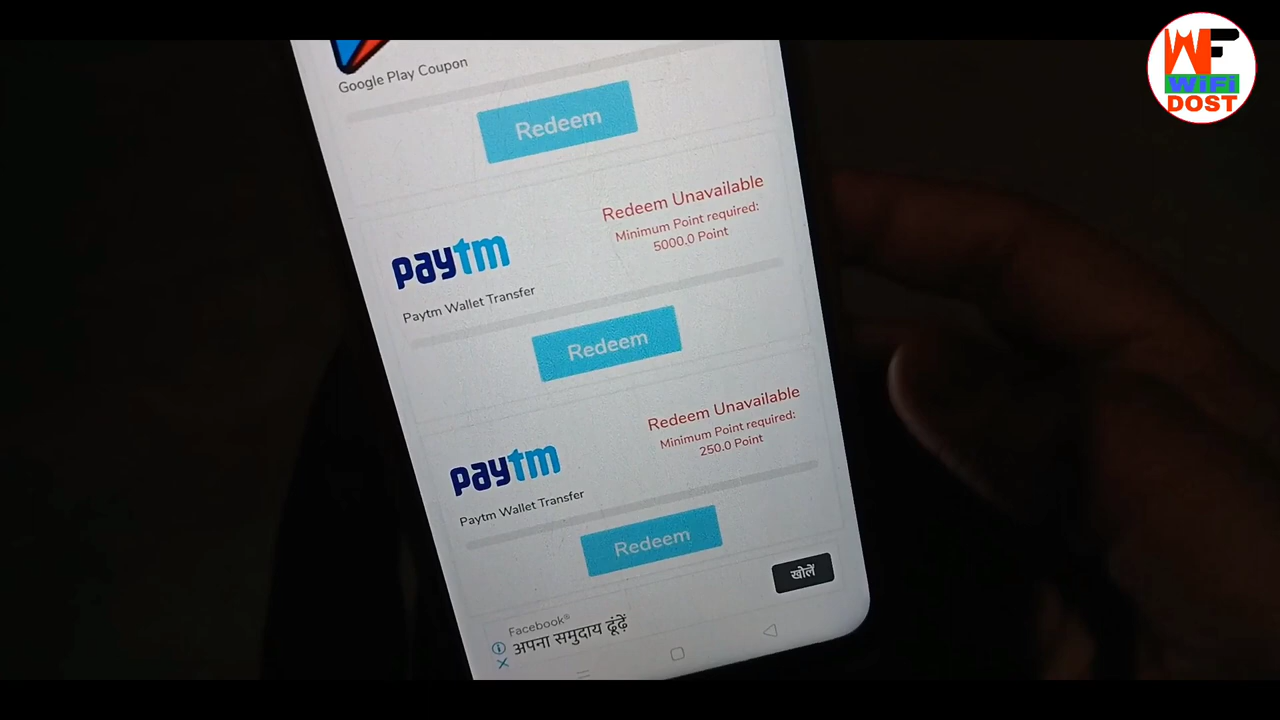 WF
WiFi
DOST
Google Play Coupon
Redeem
Redeem Unavailable
Minimum Point required:
5000.0 Point
paytm
Paytm Wallet Transfer
Redeem
Redeem Unavailable
Minimum Point required:
250.0 Point
paytm
Paytm Wallet Transfer
Redeem
खोलें
Facebook®
अपना समुदाय ढूंढ़ें